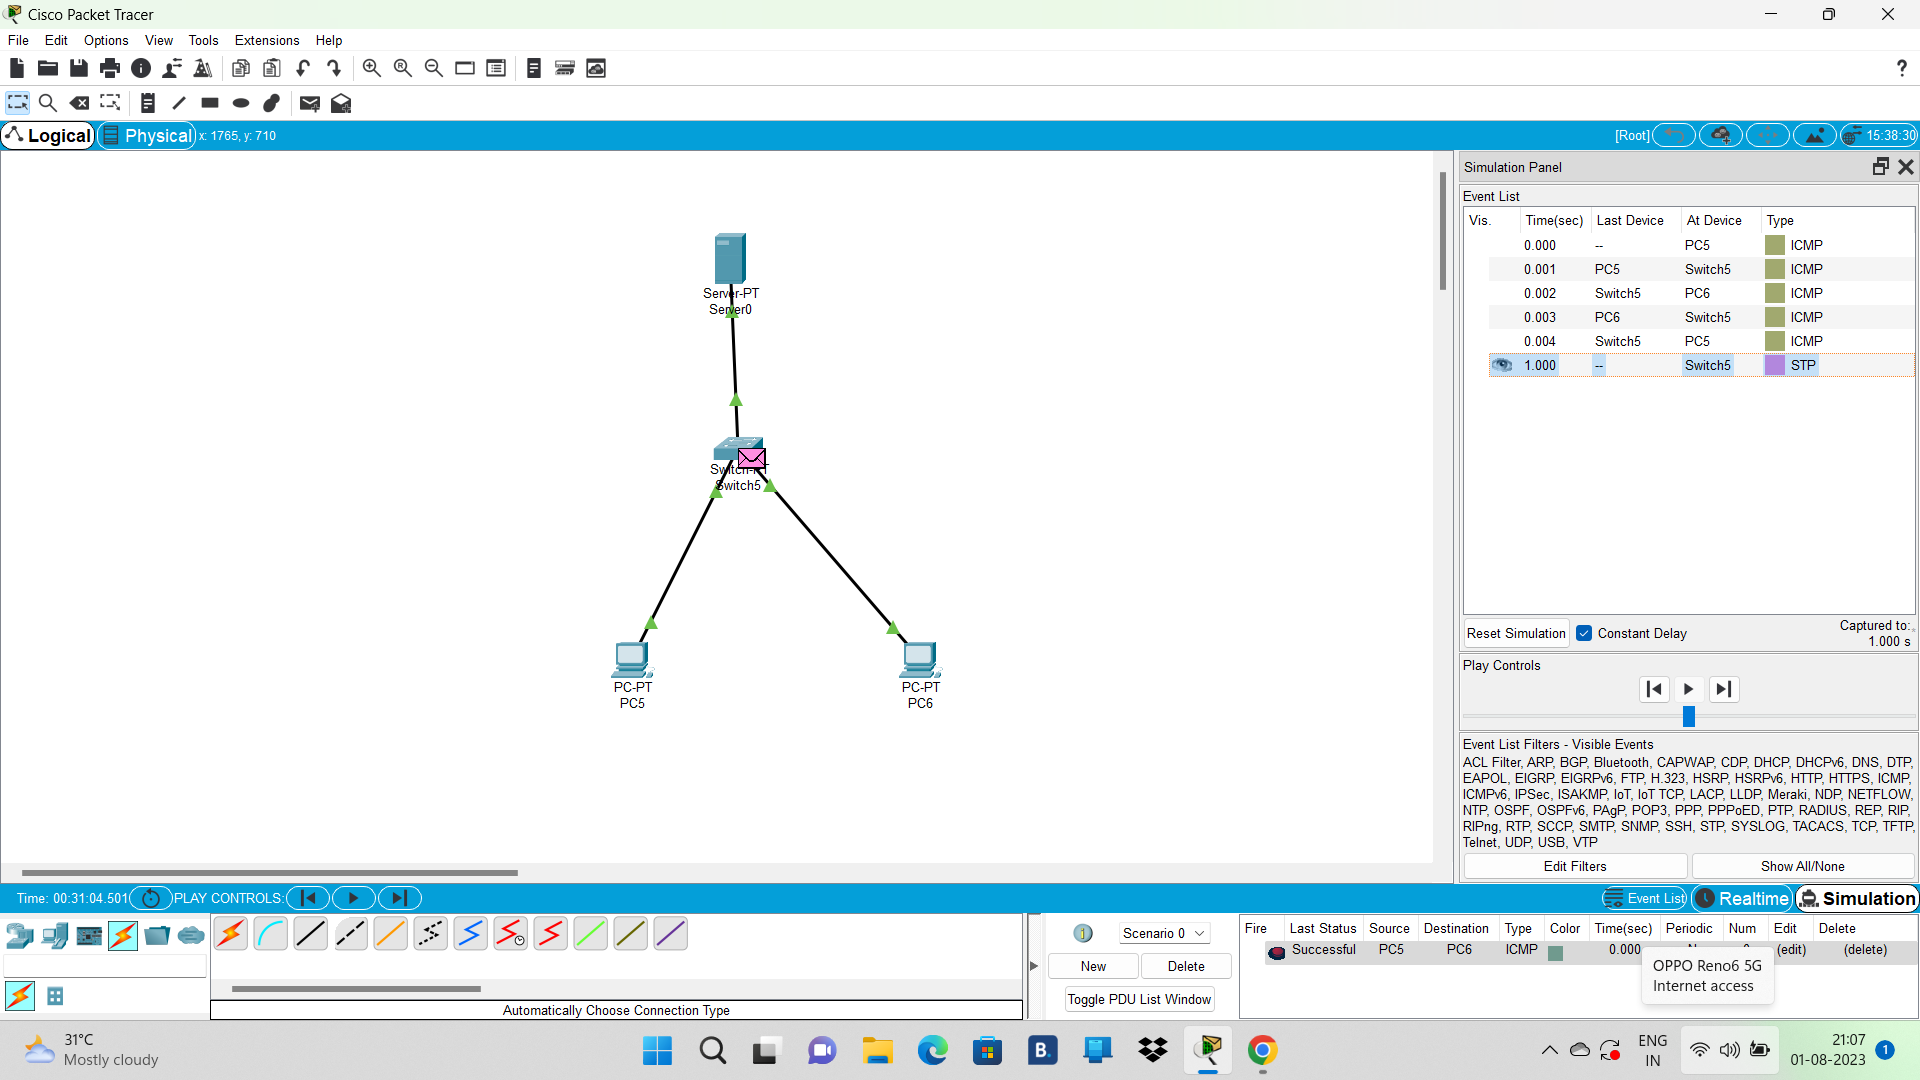 Cisco Packet Tracer
File Edit Options View Tools Extensions Help
?
Logical Physical x: 1765, y: 710 [Root] 15:38:30
Simulation Panel
Event List
Vis. Time(sec) Last Device At Device Type
0.000 -- PC5 ICMP
0.001 PC5 Switch5 ICMP
0.002 Switch5 PC6 ICMP
0.003 PC6 Switch5 ICMP
0.004 Switch5 PC5 ICMP
1.000 -- Switch5 STP
Server-PT
Server0
Switch-PT
Switch5
PC-PT
PC5
PC-PT
PC6
Reset Simulation Constant Delay Captured to:
1.000 s
Play Controls
Event List Filters - Visible Events
ACL Filter, ARP, BGP, Bluetooth, CAPWAP, CDP, DHCP, DHCPv6, DNS, DTP,
EAPOL, EIGRP, EIGRPv6, FTP, H.323, HSRP, HSRPv6, HTTP, HTTPS, ICMP,
ICMPv6, IPSec, ISAKMP, IoT, IoT TCP, LACP, LLDP, Meraki, NDP, NETFLOW,
NTP, OSPF, OSPFv6, PAgP, POP3, PPP, PPPoED, PTP, RADIUS, REP, RIP,
RIPng, RTP, SCCP, SMTP, SNMP, SSH, STP, SYSLOG, TACACS, TCP, TFTP,
Telnet, UDP, USB, VTP
Edit Filters Show All/None
Time: 00:31:04.501 PLAY CONTROLS: Event List Realtime Simulation
Automatically Choose Connection Type
1 Scenario 0
New Delete
Toggle PDU List Window
Fire Last Status Source Destination Type Color Time(sec) Periodic Num Edit Delete
Successful PC5 PC6 ICMP 0.000 (edit) (delete)
OPPO Reno6 5G
Internet access
31°C
Mostly cloudy
B.
ENG
IN
21:07
01-08-2023
1